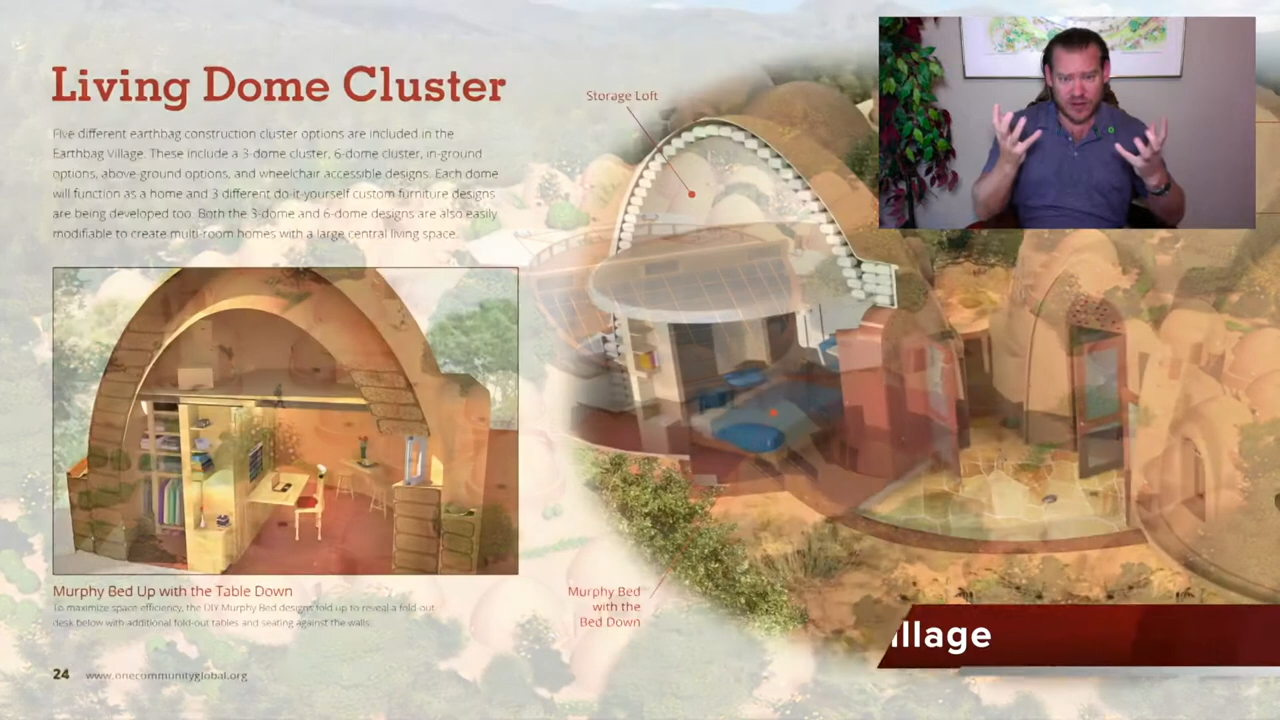 Living Dome Cluster
Five different earthbag construction cluster options are included in the
Earthbag Village. These include a 3-dome cluster, 6-dome cluster, in-ground
options, above-ground options, and wheelchair accessible designs. Each dome
will function as a home and 3 different do-it-yourself custom furniture designs
are being developed too. Both the 3-dome and 6-dome designs are also easily
modifiable to create multi-room homes with a large central living space.
Storage Loft
Murphy Bed Up with the Table Down
To maximize space efficiency, the DIY Murphy Bed designs fold up to reveal a fold-out
desk below with additional fold-out tables and seating against the walls.
Murphy Bed
with the
Bed Down
illage
24 www.onecommunityglobal.org